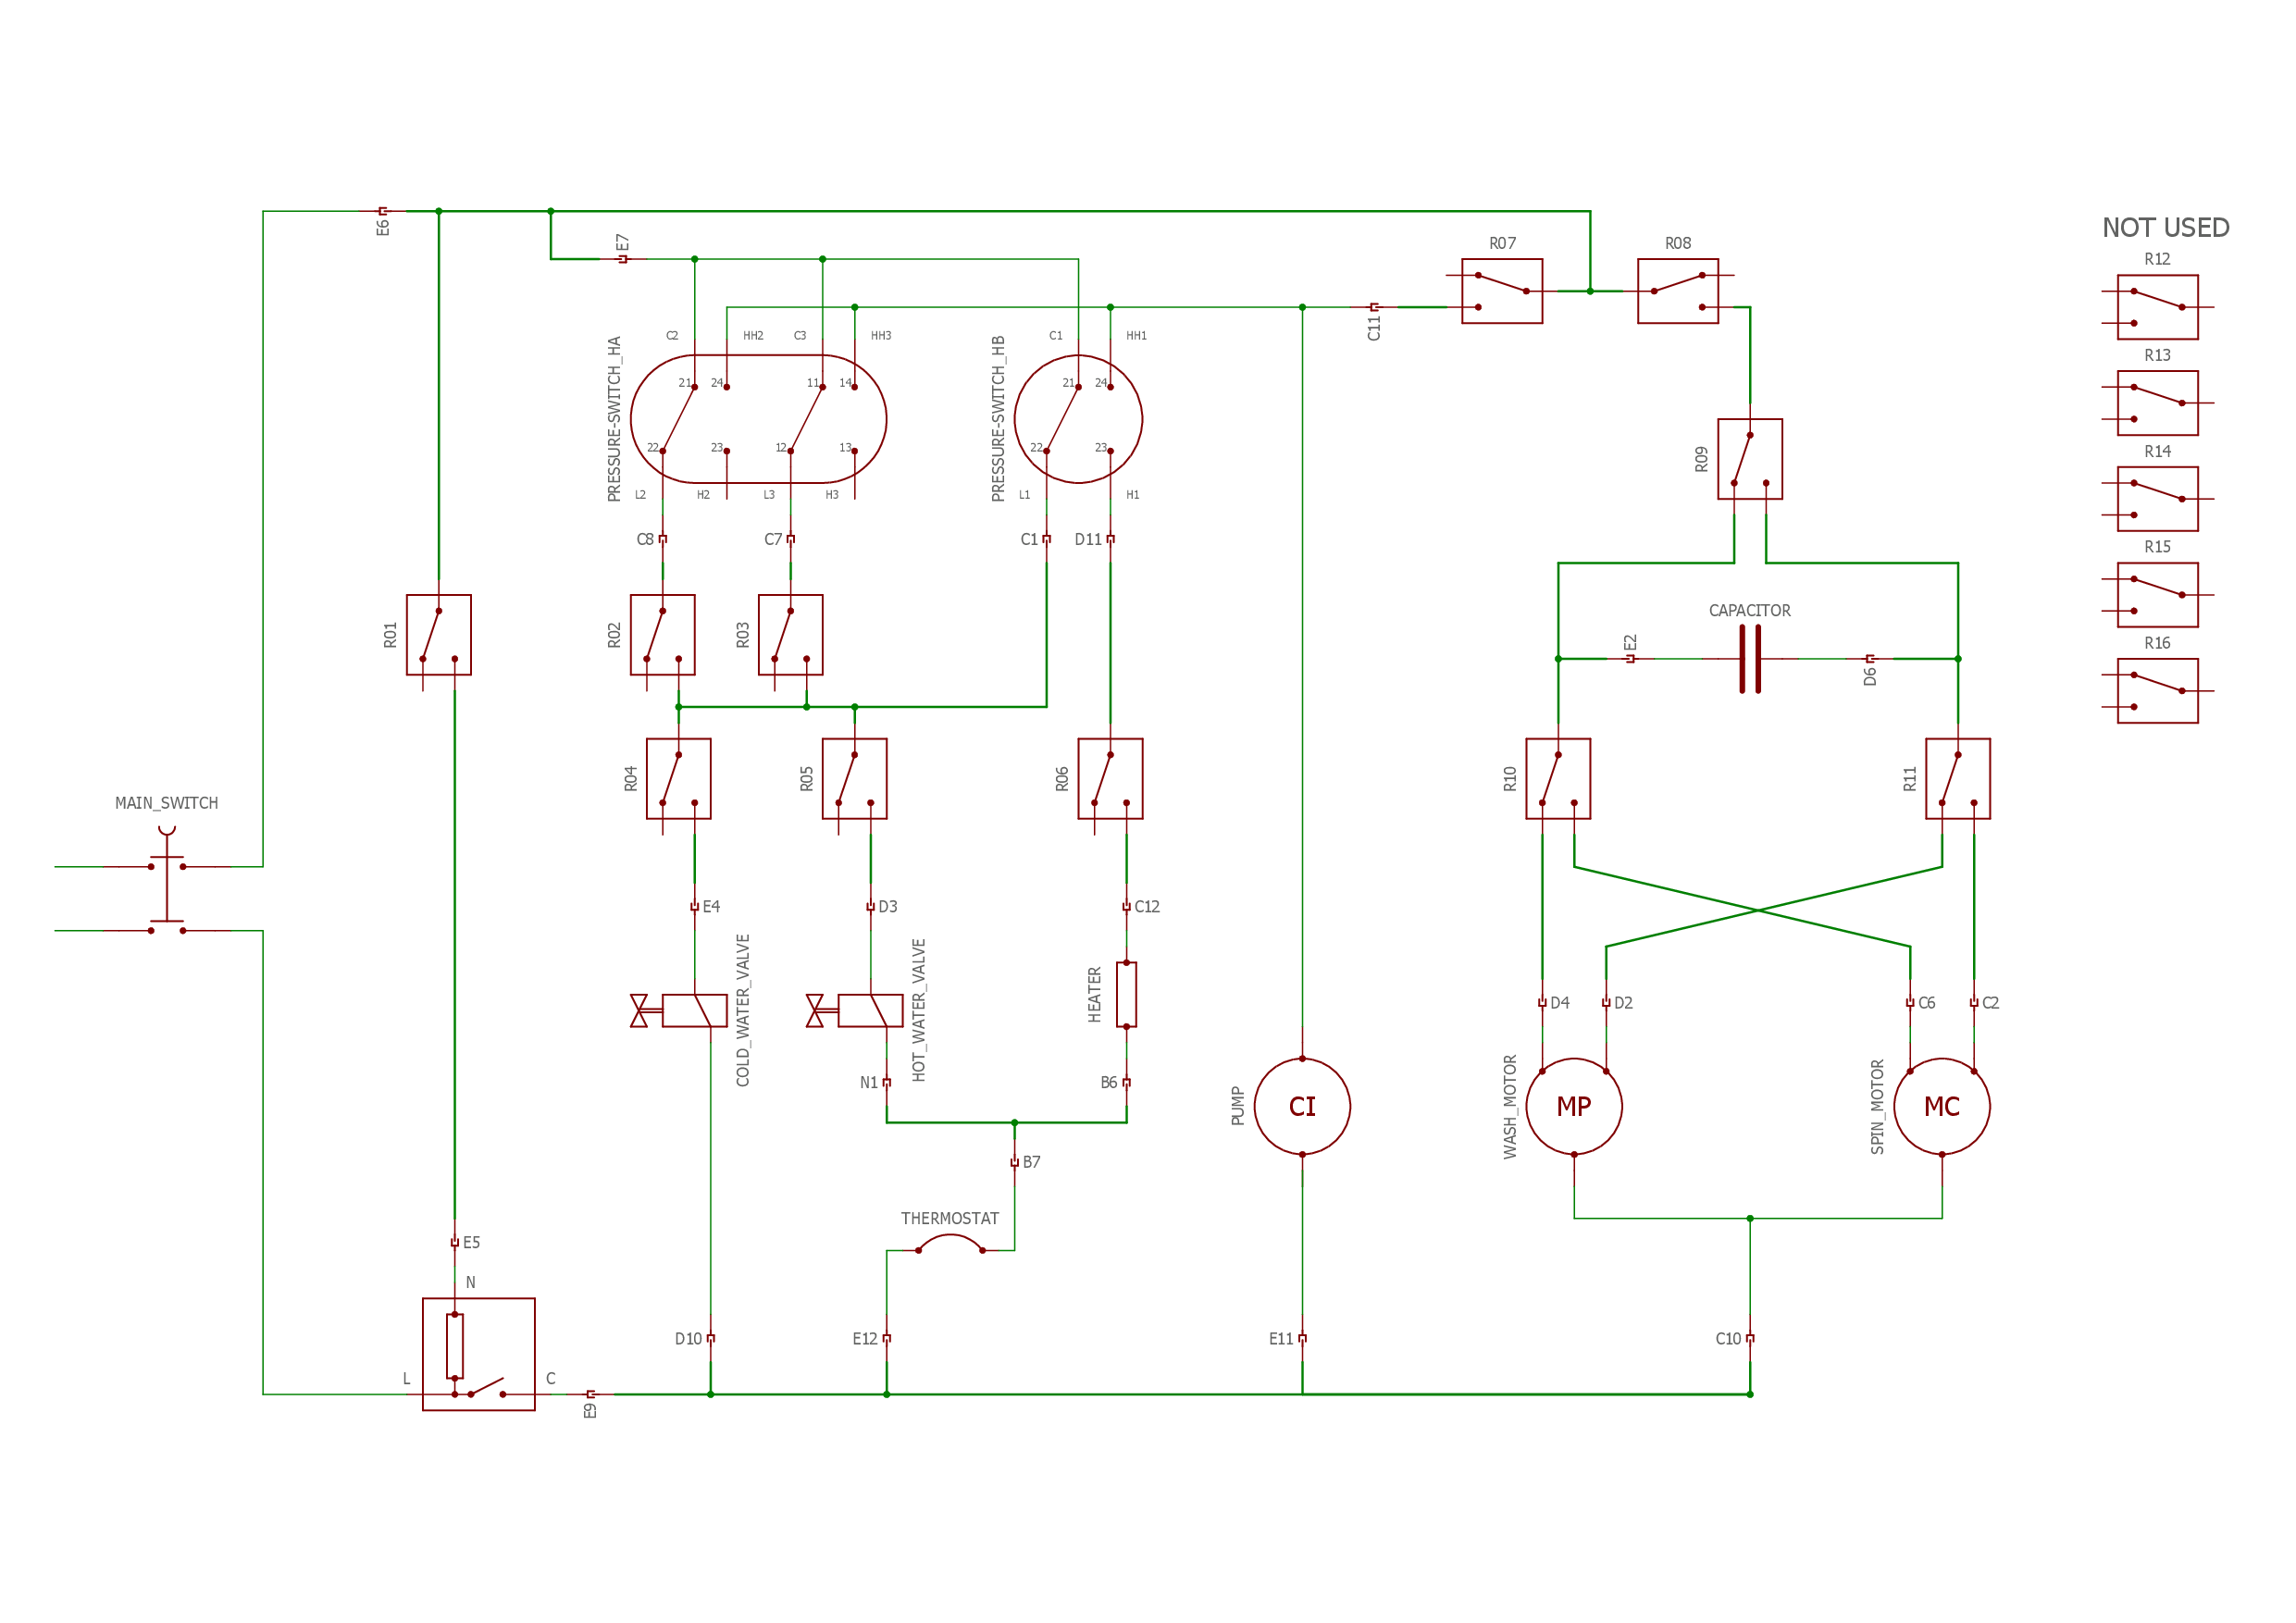 NOT USED
E6
E7
R07
R08
R12
C11
C2
HH2
C3
HH3
C1
HH1
PRESSURE-SWITCH_HA
PRESSURE-SWITCH_HB
R13
21
24
11
14
21
24
22
23
12
13
22
23
L2
H2
L3
H3
L1
H1
R09
R14
C8
C7
C1
D11
R15
R01
R02
R03
CAPACITOR
E2
D6
R16
R04
R05
R06
R10
R11
MAIN_SWITCH
E4
D3
C12
COLD_WATER_VALVE
HOT_WATER_VALVE
HEATER
D4
D2
C6
C2
N1
B6
PUMP
CI
WASH_MOTOR
MP
SPIN_MOTOR
MC
B7
THERMOSTAT
E5
N
D10
E12
E11
C10
L
C
E9